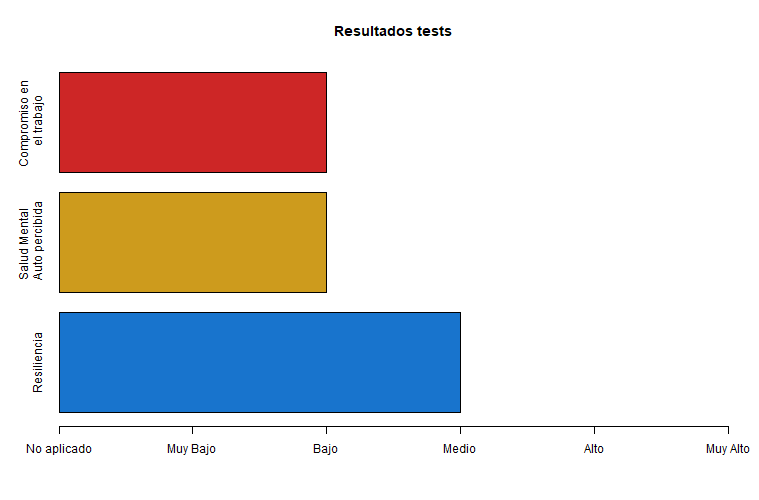 Resultados tests
Compromiso en
el trabajo
Salud Mental
Auto percibida
Resiliencia
No aplicado
Muy Bajo
Bajo
Medio
Alto
Muy Alto